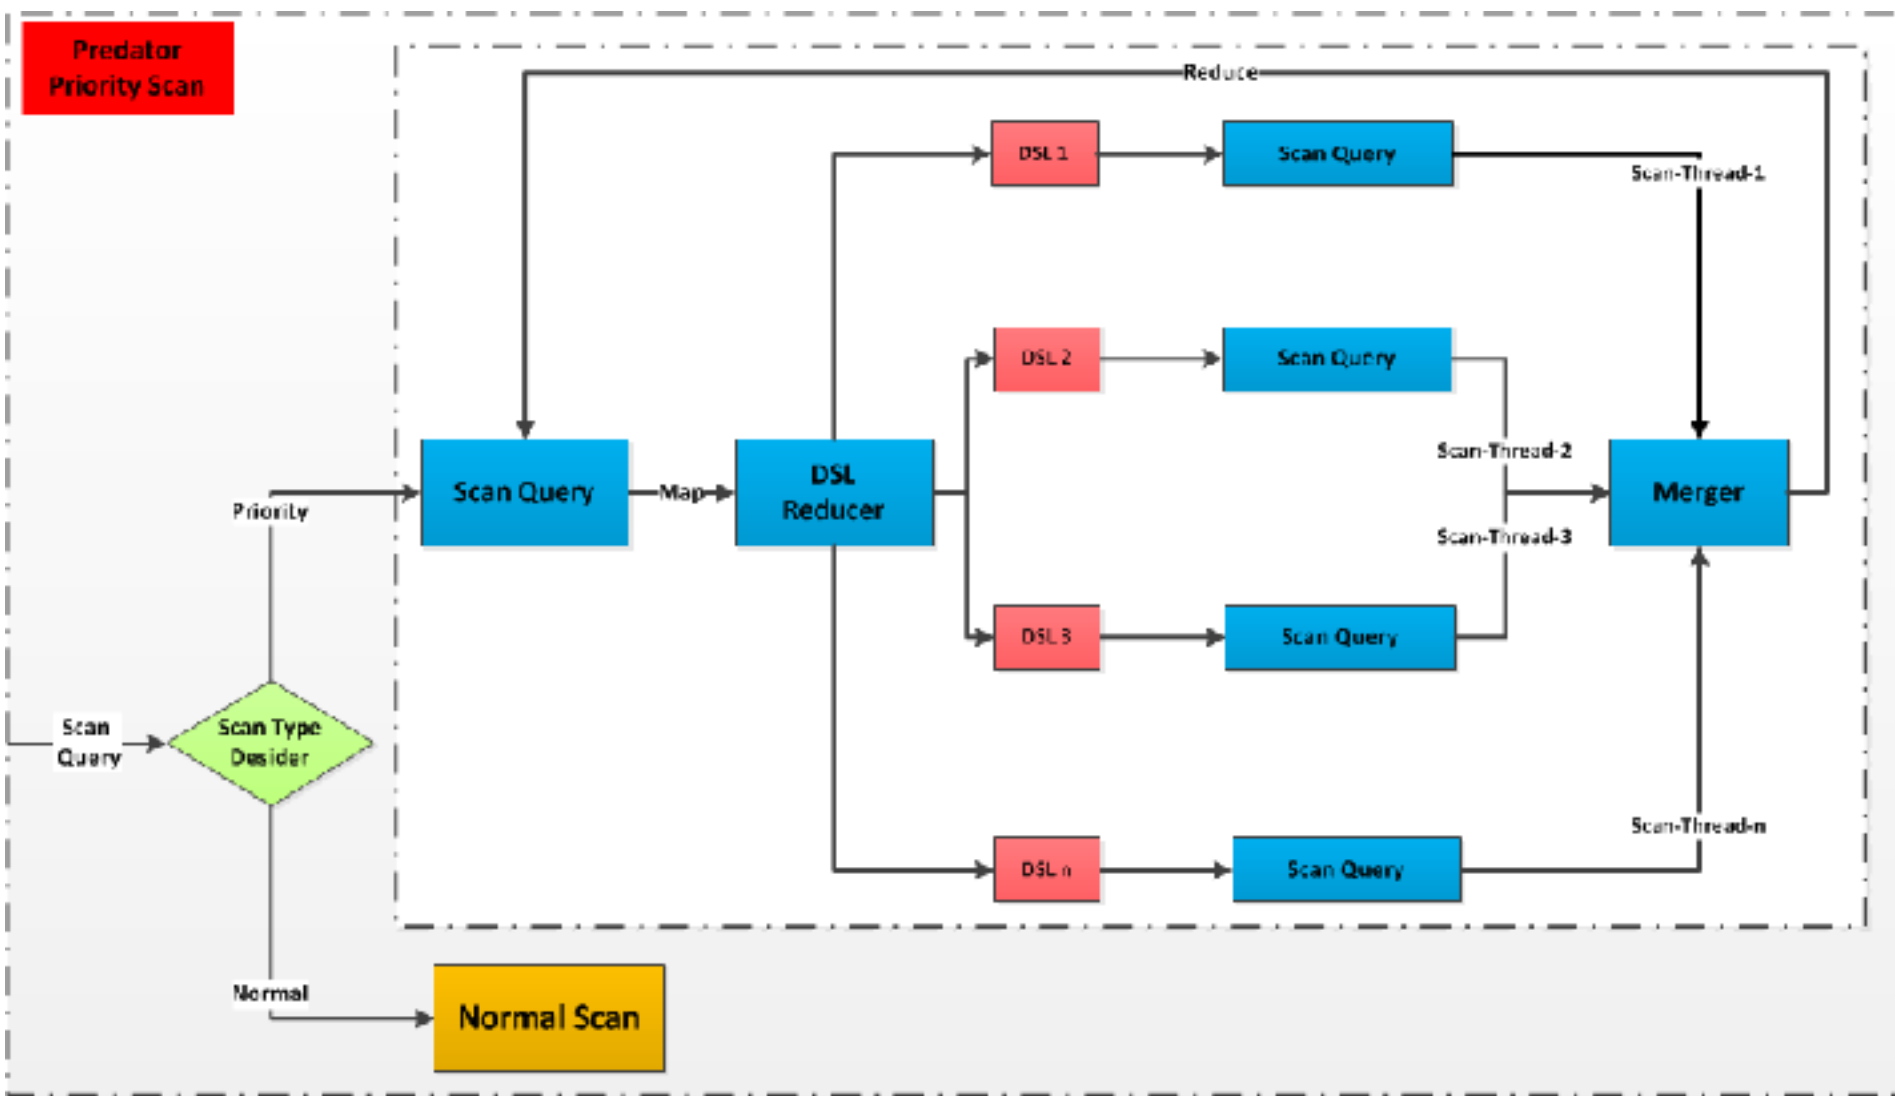 Predator
Priority Scan
Reduce
DSL 1
Scan Query
Scan-Thread-1
DSL 2
Scan Query
Scan-Thread-2
Priority
Scan Query
Map
DSL
Reducer
Merger
Scan-Thread-3
DSL 3
Scan Query
Scan
Query
Scan Type
Desider
Scan-Thread-n
DSL n
Scan Query
Normal
Normal Scan